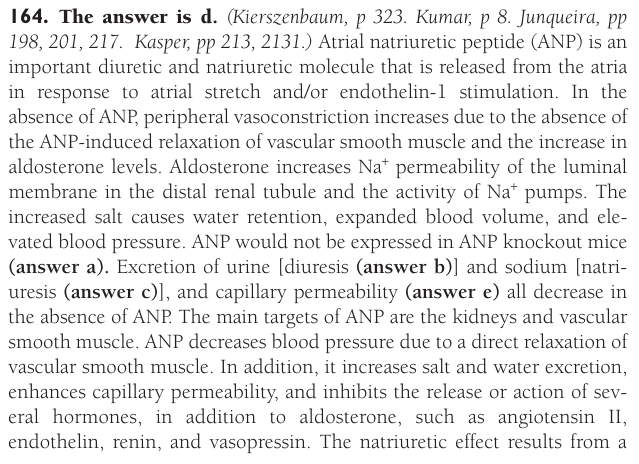 164. The answer is d. (Kierszenbaum, p 323. Kumar, p 8. Junqueira, pp
198, 201, 217. Kasper, pp 213, 2131.) Atrial natriuretic peptide (ANP) is an
important diuretic and natriuretic molecule that is released from the atria
in response to atrial stretch and/or endothelin-1 stimulation. In the
absence of ANP, peripheral vasoconstriction increases due to the absence of
the ANP-induced relaxation of vascular smooth muscle and the increase in
aldosterone levels. Aldosterone increases Na⁺ permeability of the luminal
membrane in the distal renal tubule and the activity of Na⁺ pumps. The
increased salt causes water retention, expanded blood volume, and ele-
vated blood pressure. ANP would not be expressed in ANP knockout mice
(answer a). Excretion of urine [diuresis (answer b)] and sodium [natri-
uresis (answer c)], and capillary permeability (answer e) all decrease in
the absence of ANP. The main targets of ANP are the kidneys and vascular
smooth muscle. ANP decreases blood pressure due to a direct relaxation of
vascular smooth muscle. In addition, it increases salt and water excretion,
enhances capillary permeability, and inhibits the release or action of sev-
eral hormones, in addition to aldosterone, such as angiotensin II,
endothelin, renin, and vasopressin. The natriuretic effect results from a